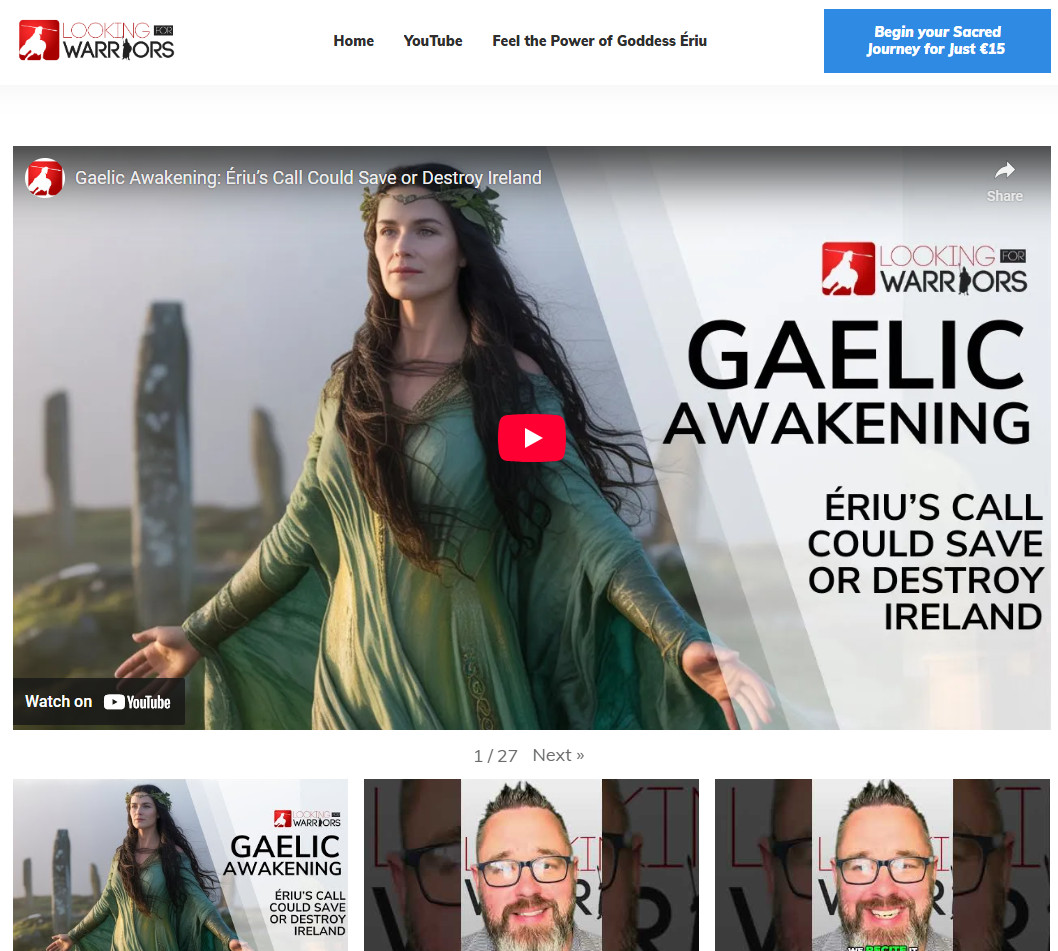 LOOKING FOR
WARRIORS
Home YouTube Feel the Power of Goddess Ériu
Begin your Sacred
Journey for Just €15
Gaelic Awakening: Ériu’s Call Could Save or Destroy Ireland
Share
LOOKING FOR
WARRIORS
GAELIC
AWAKENING
ÉRIU’S CALL
COULD SAVE
OR DESTROY
IRELAND
Watch on YouTube
1 / 27 Next »
LOOKING FOR
WARRIORS
GAELIC
AWAKENING
ÉRIU’S CALL
COULD SAVE
OR DESTROY
IRELAND
WE RECITE IT